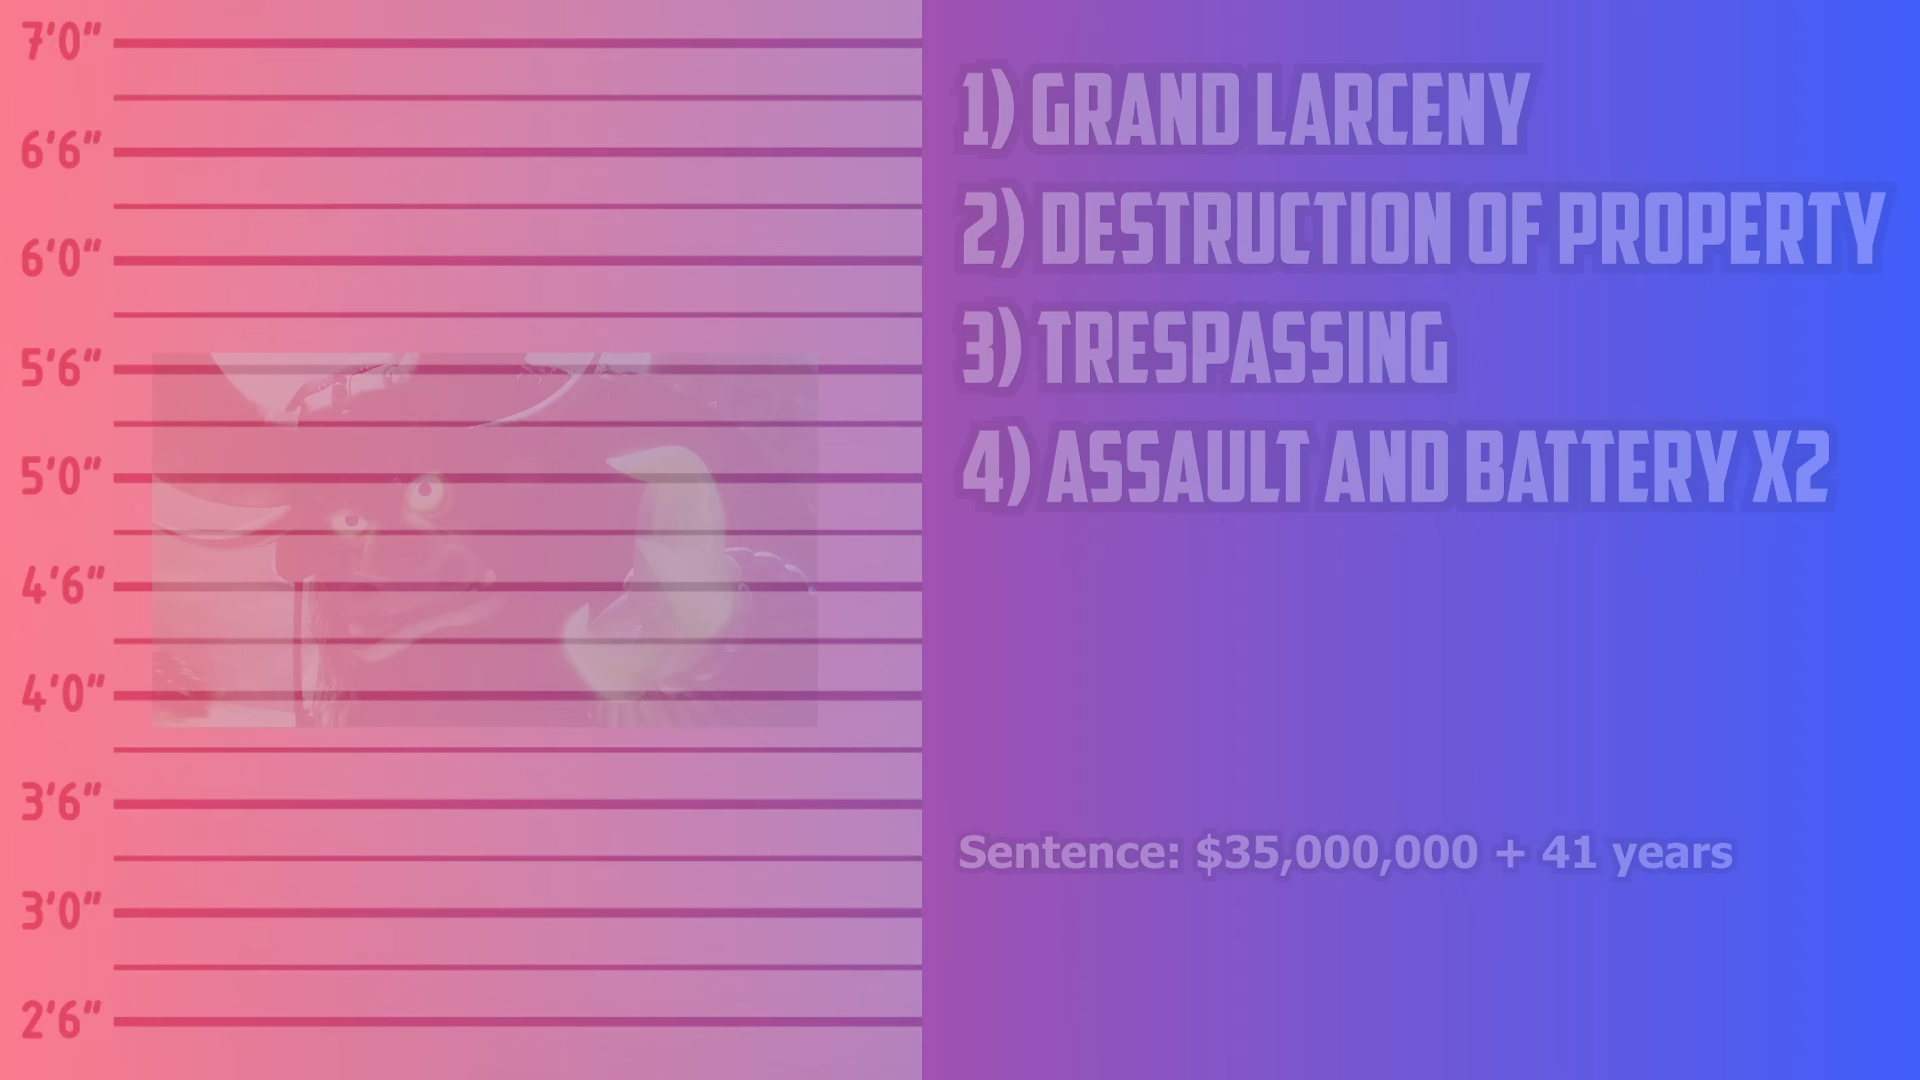 7'0"
6'6"
6'0"
5'6"
5'0"
4'6"
4'0"
3'6"
3'0"
2'6"
1) GRAND LARCENY
2) DESTRUCTION OF PROPERTY
3) TRESPASSING
4) ASSAULT AND BATTERY X2
Sentence: $35,000,000 + 41 years